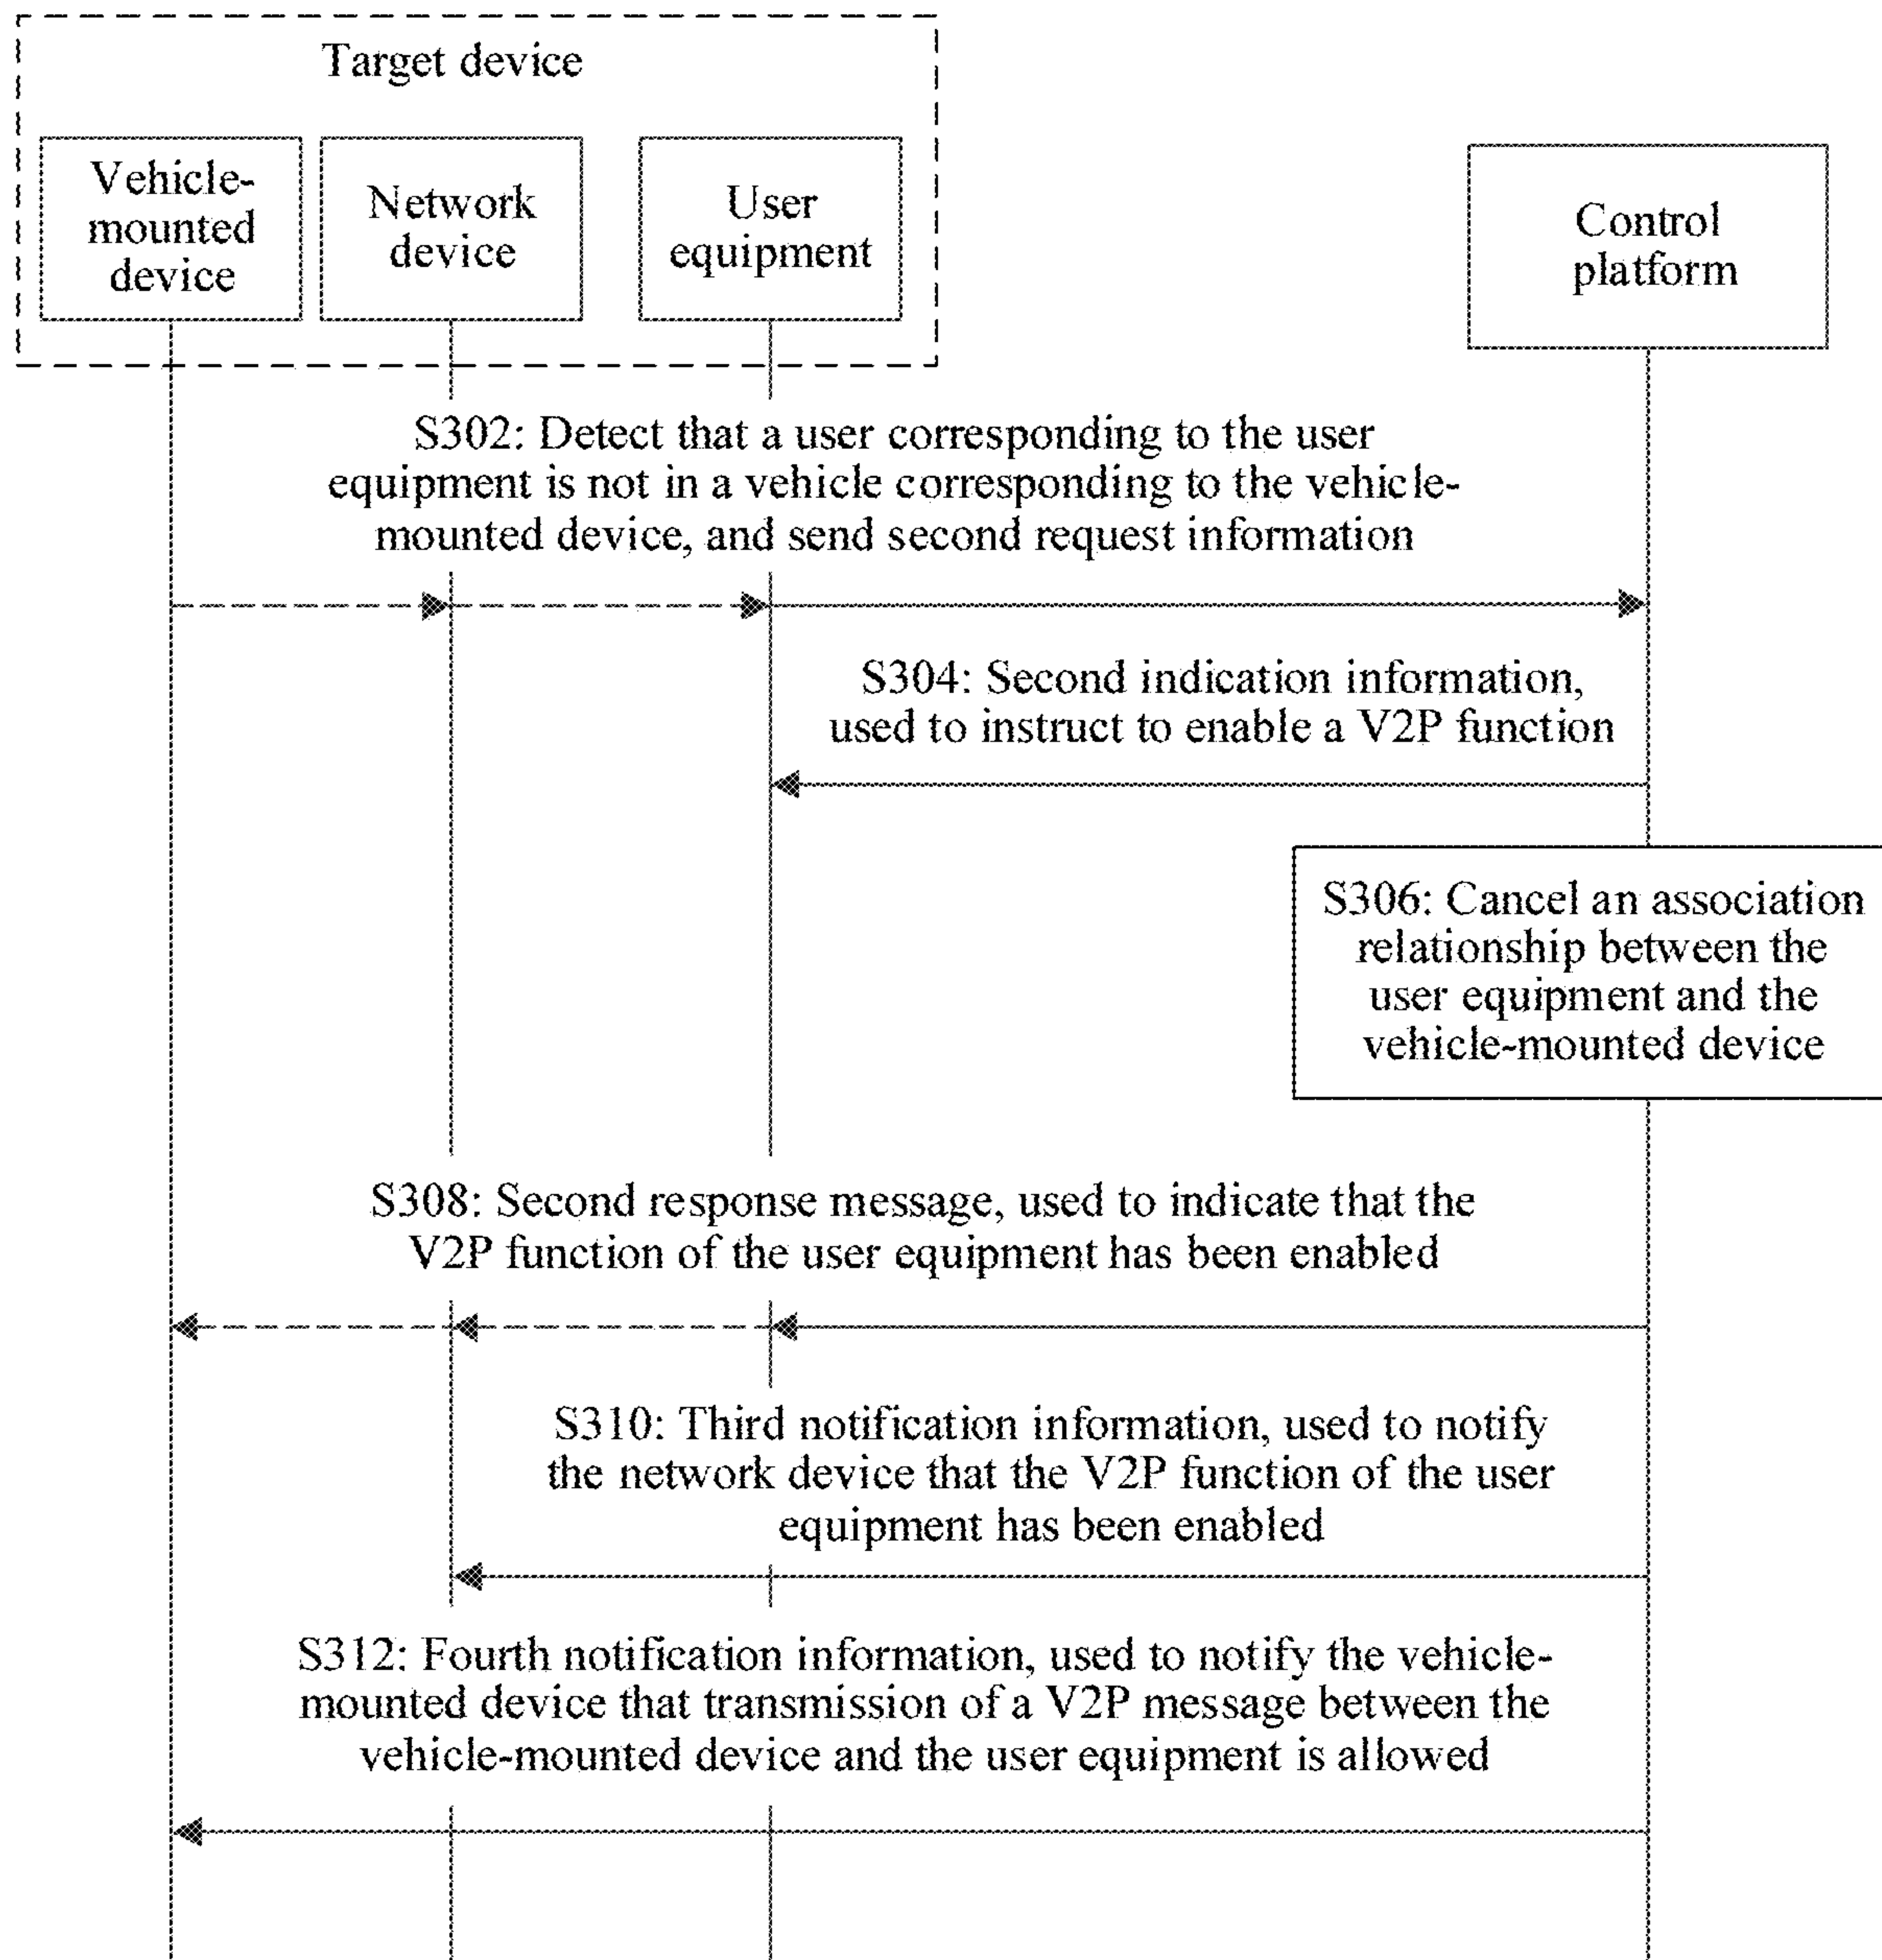 Target device
Vehicle-
mounted
device
Network
device
User
equipment
Control
platform
S302: Detect that a user corresponding to the user
equipment is not in a vehicle corresponding to the vehicle-
mounted device, and send second request information
S304: Second indication information,
used to instruct to enable a V2P function
S306: Cancel an association
relationship between the
user equipment and the
vehicle-mounted device
S308: Second response message, used to indicate that the
V2P function of the user equipment has been enabled
S310: Third notification information, used to notify
the network device that the V2P function of the user
equipment has been enabled
S312: Fourth notification information, used to notify the vehicle-
mounted device that transmission of a V2P message between the
vehicle-mounted device and the user equipment is allowed